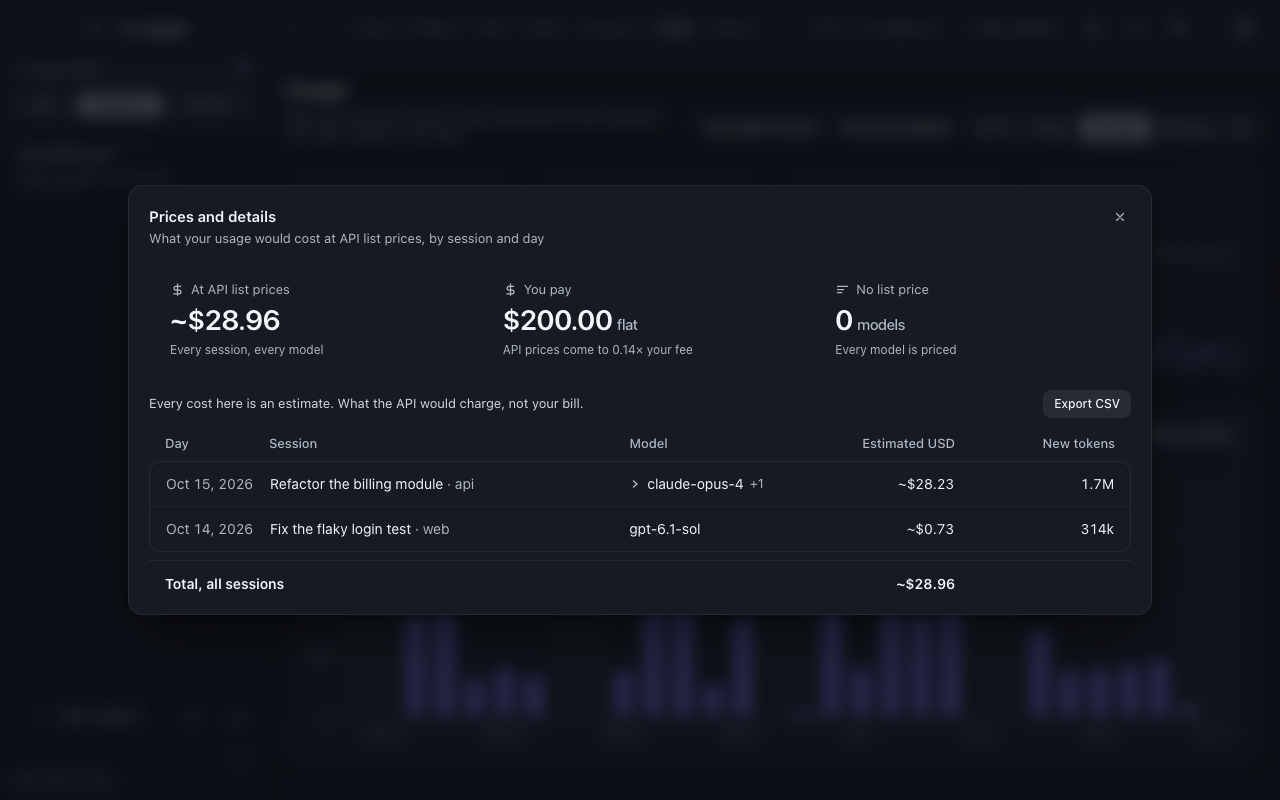 Prices and details
What your usage would cost at API list prices, by session and day
At API list prices
~$28.96
Every session, every model
You pay
$200.00 flat
API prices come to 0.14× your fee
No list price
0 models
Every model is priced
Every cost here is an estimate. What the API would charge, not your bill.
Export CSV
Day Session Model Estimated USD New tokens
Oct 15, 2026 Refactor the billing module · api claude-opus-4 +1 ~$28.23 1.7M
Oct 14, 2026 Fix the flaky login test · web gpt-6.1-sol ~$0.73 314k
Total, all sessions ~$28.96